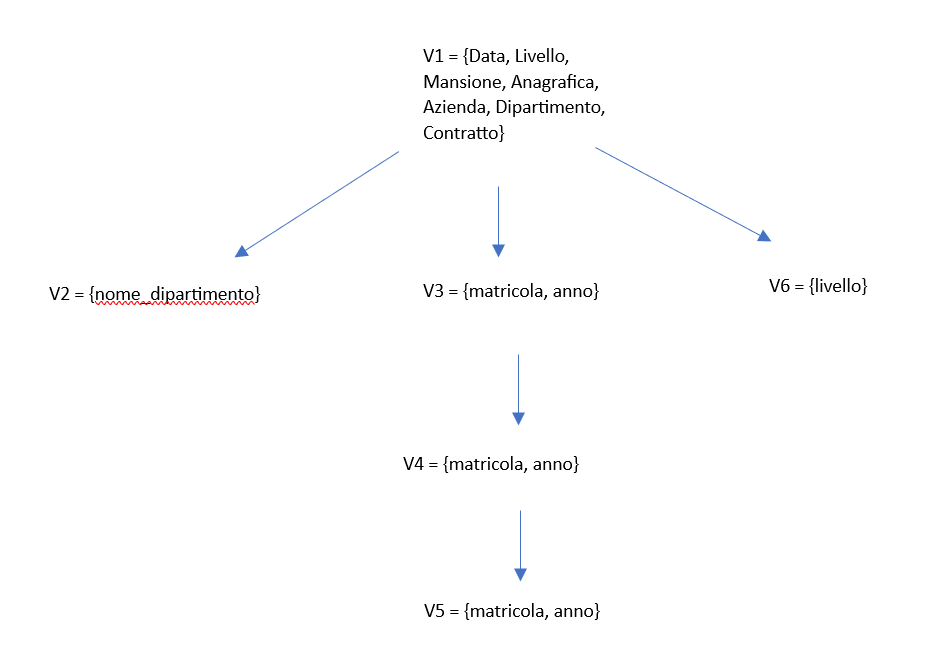 V1 = {Data, Livello,
Mansione, Anagrafica,
Azienda, Dipartimento,
Contratto}
V2 = {nome_dipartimento}
V3 = {matricola, anno}
V6 = {livello}
V4 = {matricola, anno}
V5 = {matricola, anno}